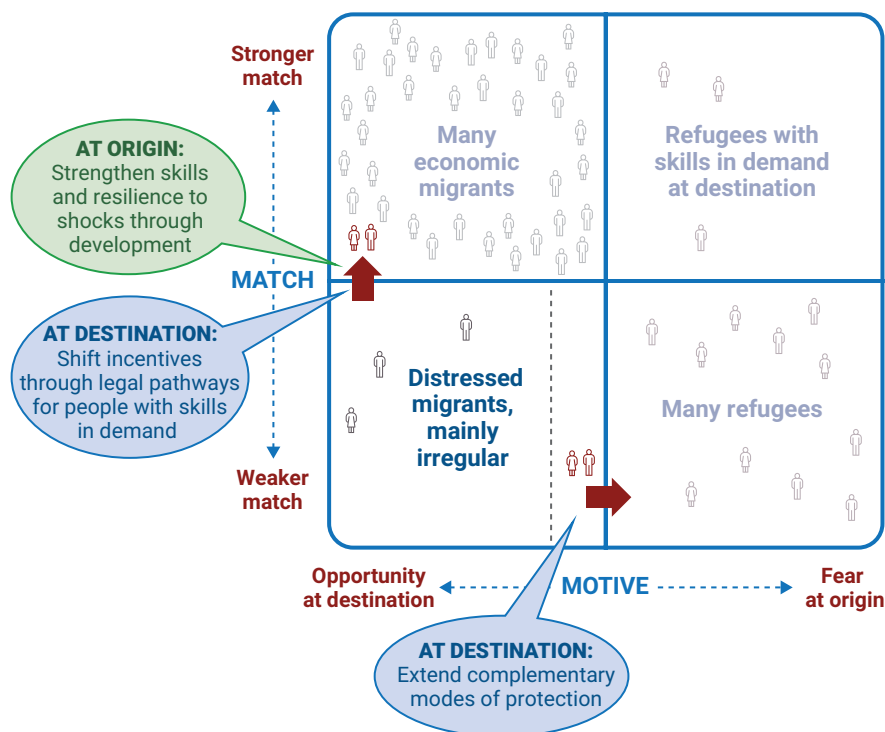 Stronger
match
AT ORIGIN:
Strengthen skills
and resilience to
shocks through
development
MATCH
AT DESTINATION:
Shift incentives
through legal pathways
for people with skills
in demand
Weaker
match
Many
economic
migrants
Refugees with
skills in demand
at destination
Distressed
migrants,
mainly
irregular
Many refugees
Opportunity
at destination
MOTIVE
Fear
at origin
AT DESTINATION:
Extend complementary
modes of protection